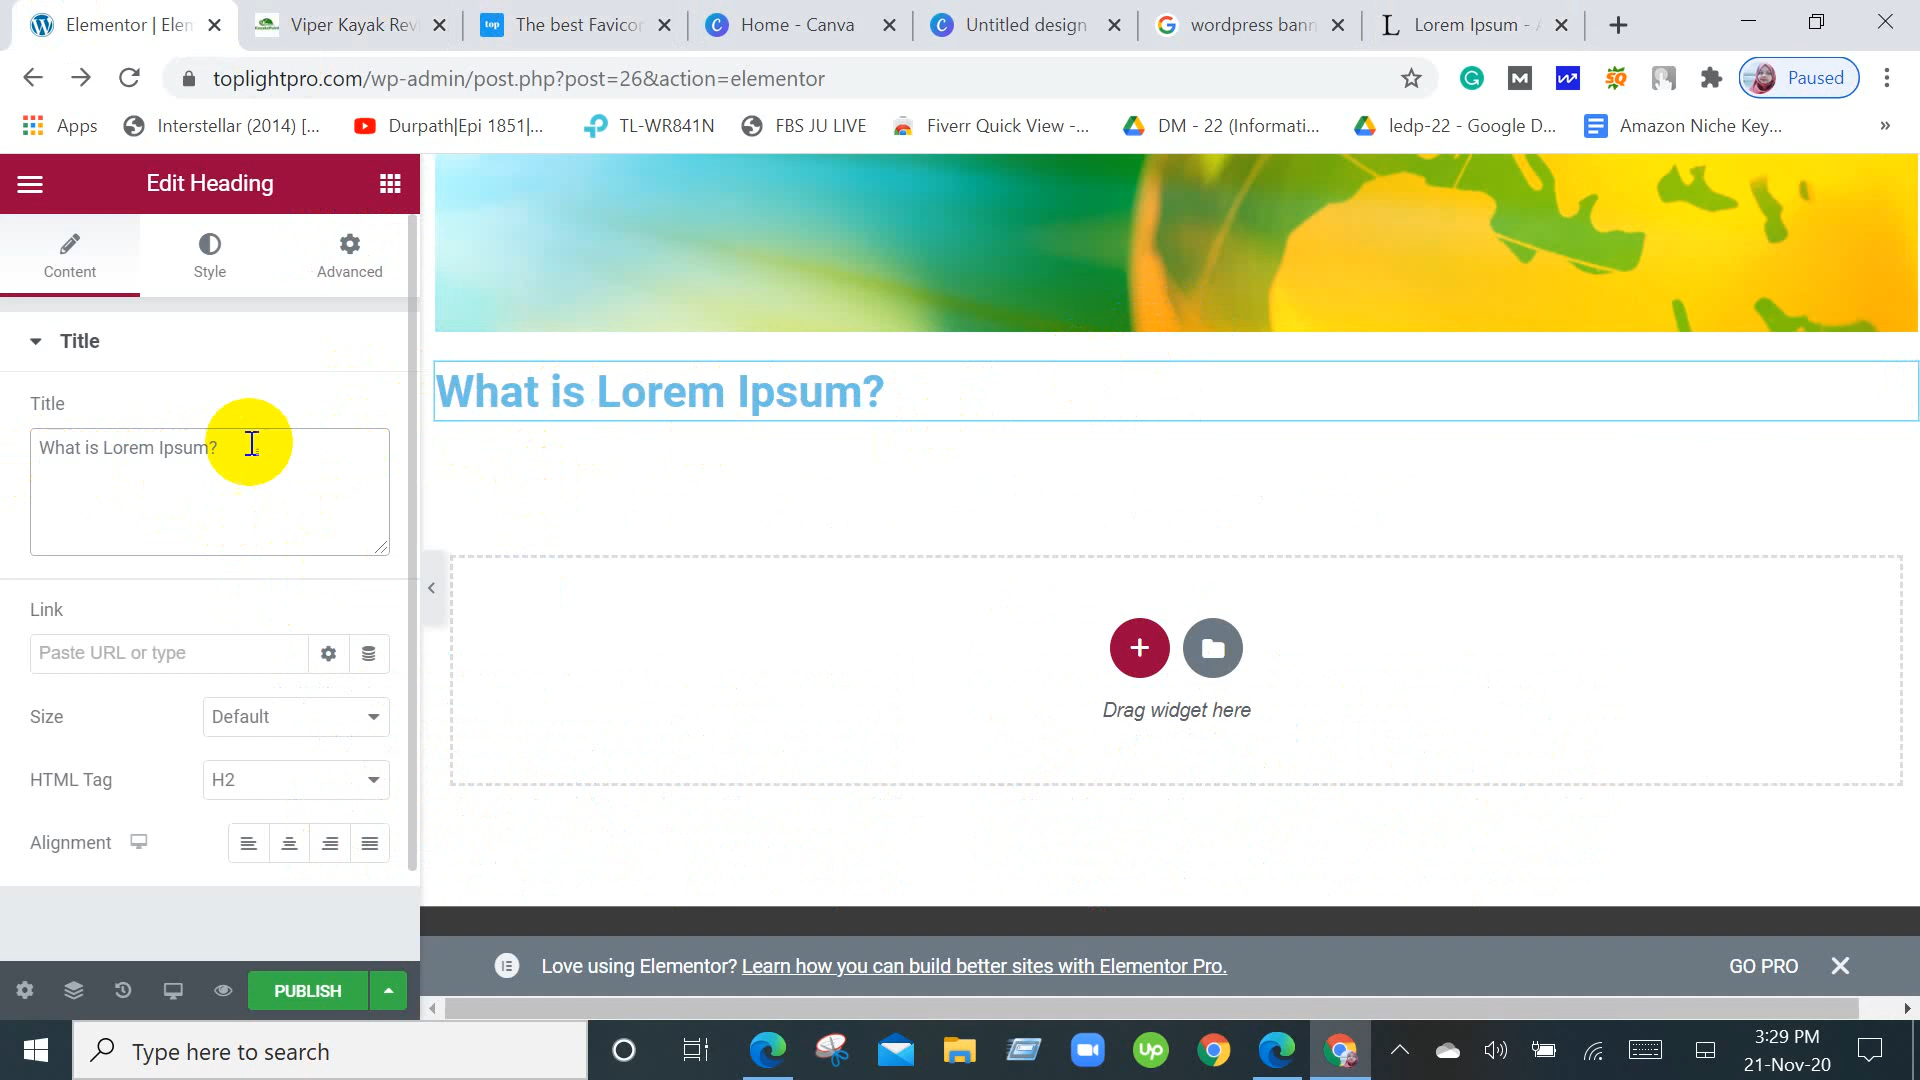 Elementor | Elen
Viper Kayak Rev
top
The best Favicon
Home - Canva
Untitled design
wordpress bann
L
Lorem Ipsum - A
toplightpro.com/wp-admin/post.php?post=26&action=elementor
Paused
Apps
Interstellar (2014) [...
Durpath|Epi 1851|...
TL-WR841N
FBS JU LIVE
Fiverr Quick View -...
DM - 22 (Informati...
ledp-22 - Google D...
Amazon Niche Key...
Edit Heading
Content
Style
Advanced
Title
Title
What is Lorem Ipsum?
Link
Paste URL or type
Size
Default
HTML Tag
H2
Alignment
PUBLISH
What is Lorem Ipsum?
Drag widget here
Love using Elementor? Learn how you can build better sites with Elementor Pro.
GO PRO
Type here to search
Up
3:29 PM
21-Nov-20